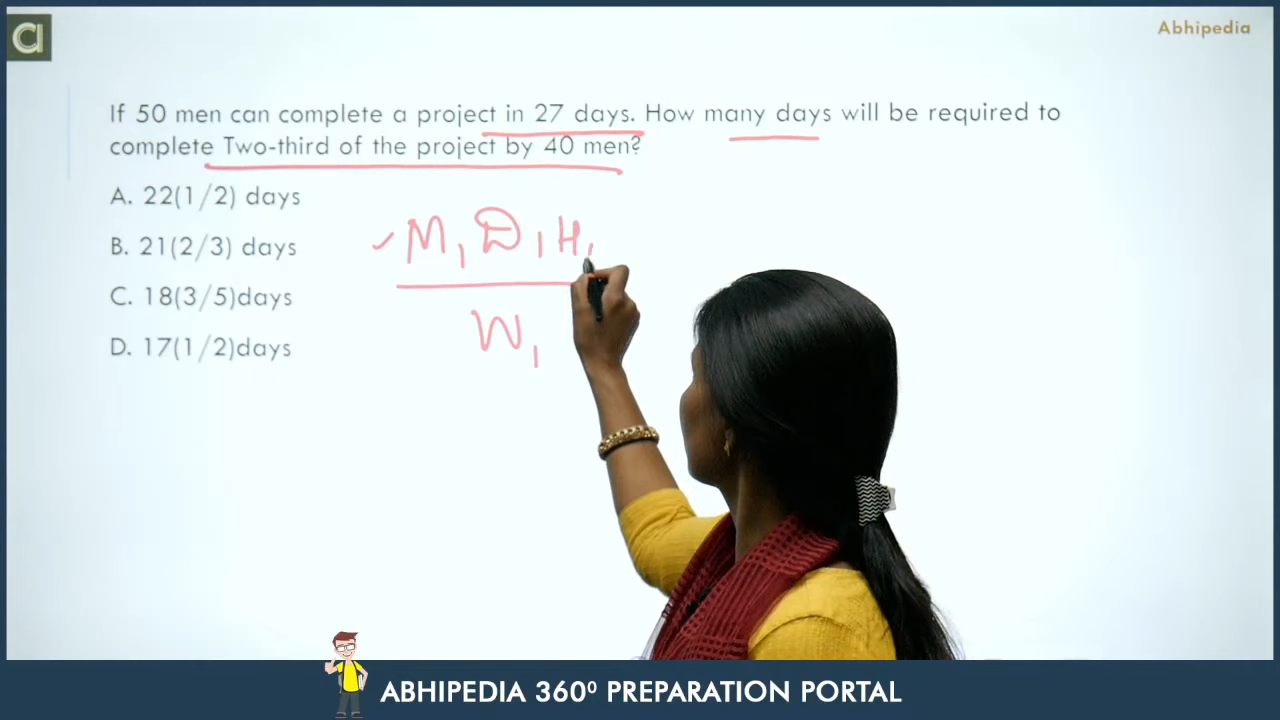 Abhipedia
If 50 men can complete a project in 27 days. How many days will be required to
complete Two-third of the project by 40 men?
A. 22(1/2) days
B. 21(2/3) days
C. 18(3/5)days
D. 17(1/2)days
M₁D₁H₁
W₁
ABHIPEDIA 360⁰ PREPARATION PORTAL